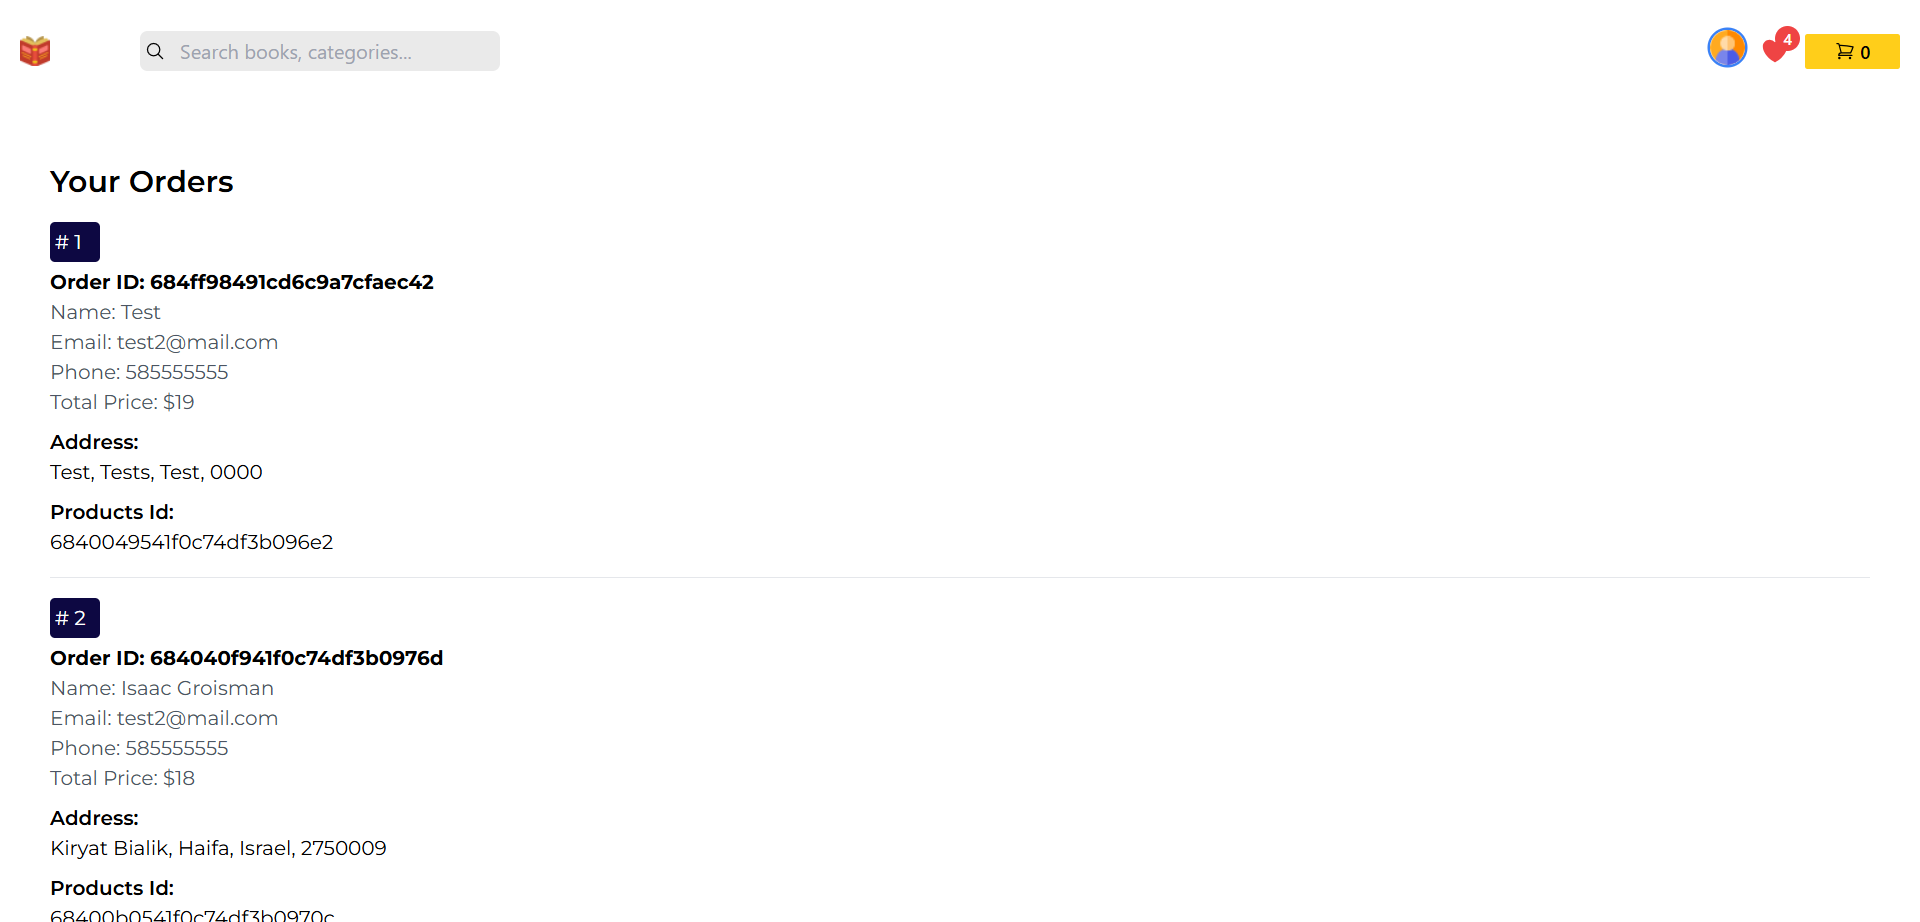 Search books, categories...
4
0
Your Orders
# 1
Order ID: 684ff98491cd6c9a7cfaec42
Name: Test
Email: test2@mail.com
Phone: 585555555
Total Price: $19
Address:
Test, Tests, Test, 0000
Products Id:
6840049541f0c74df3b096e2
# 2
Order ID: 684040f941f0c74df3b0976d
Name: Isaac Groisman
Email: test2@mail.com
Phone: 585555555
Total Price: $18
Address:
Kiryat Bialik, Haifa, Israel, 2750009
Products Id:
68400b0541f0c74df3b0970c